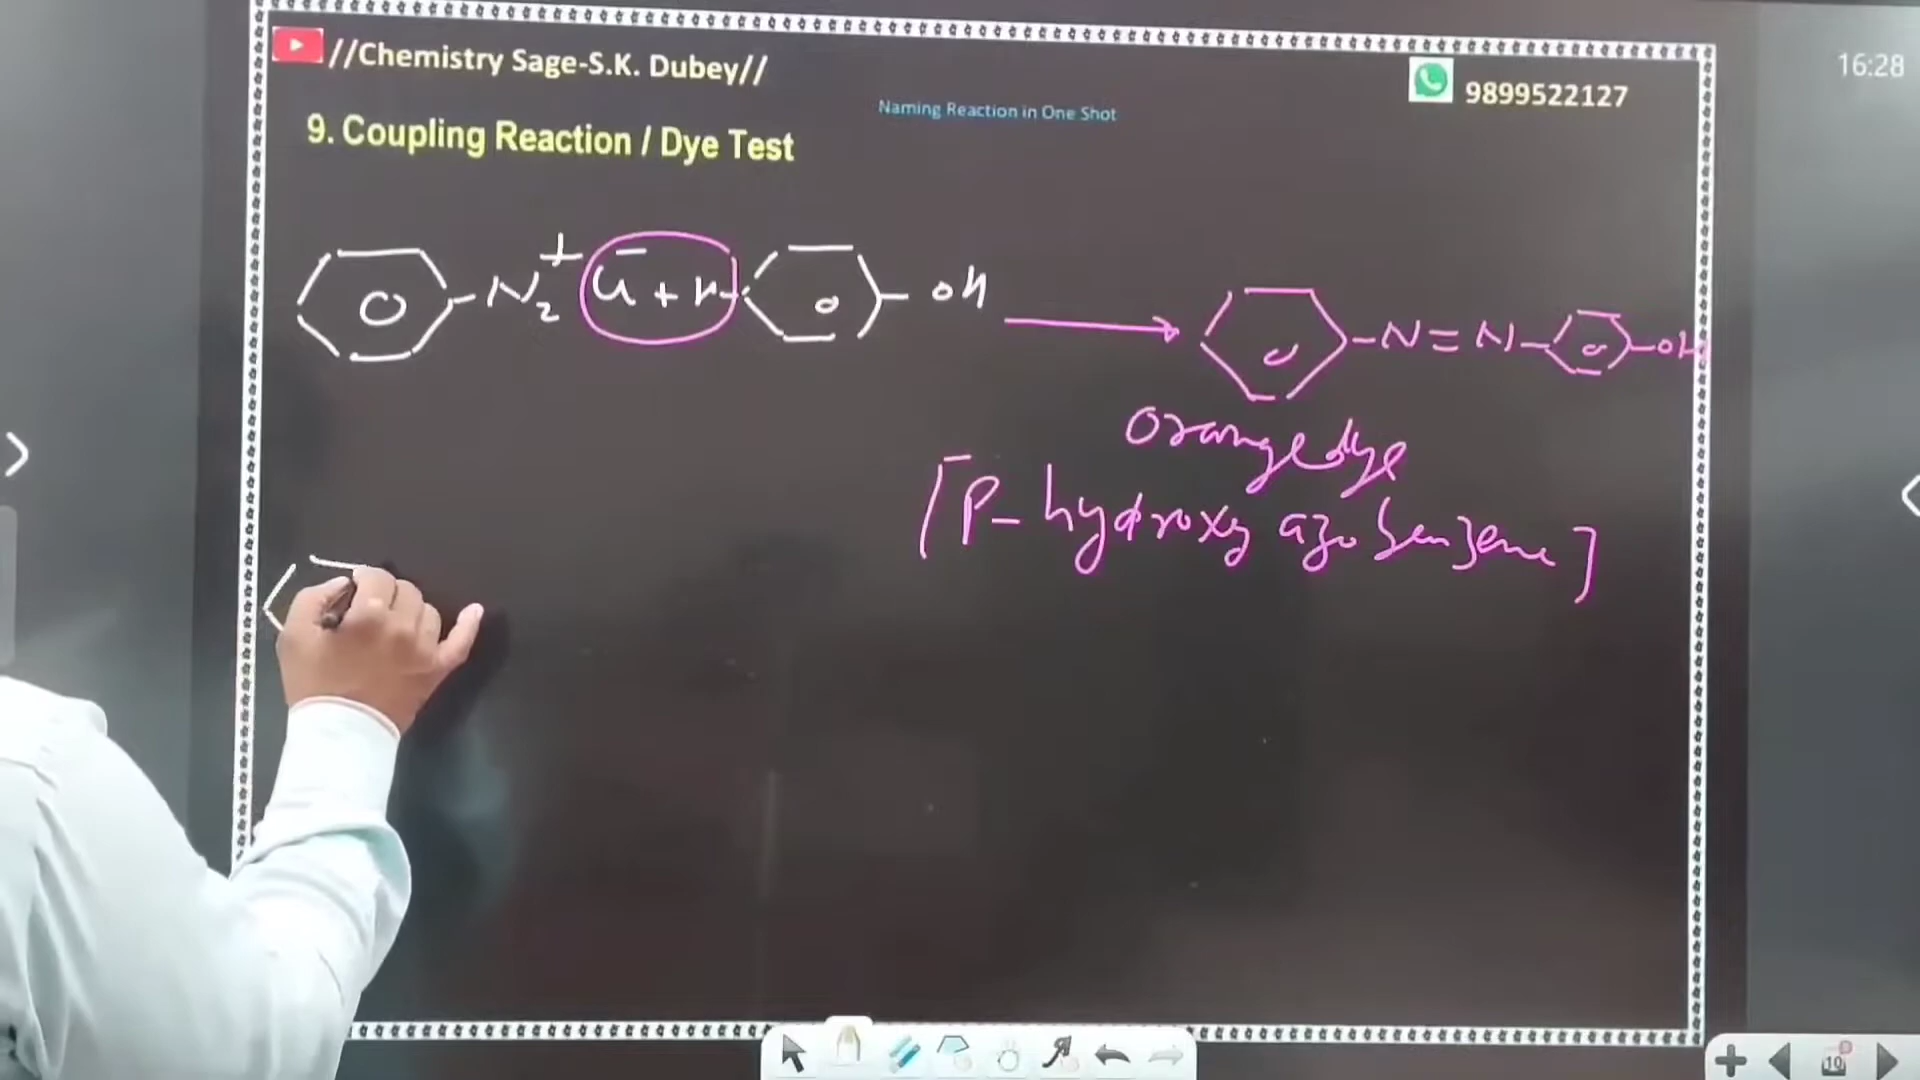 //Chemistry Sage-S.K. Dubey//
9899522127
16:28
Naming Reaction in One Shot
9. Coupling Reaction / Dye Test
N₂⁺ Cl⁻ + H OH
N=N OH
orange dye
[P-hydroxy azo benzene]
10